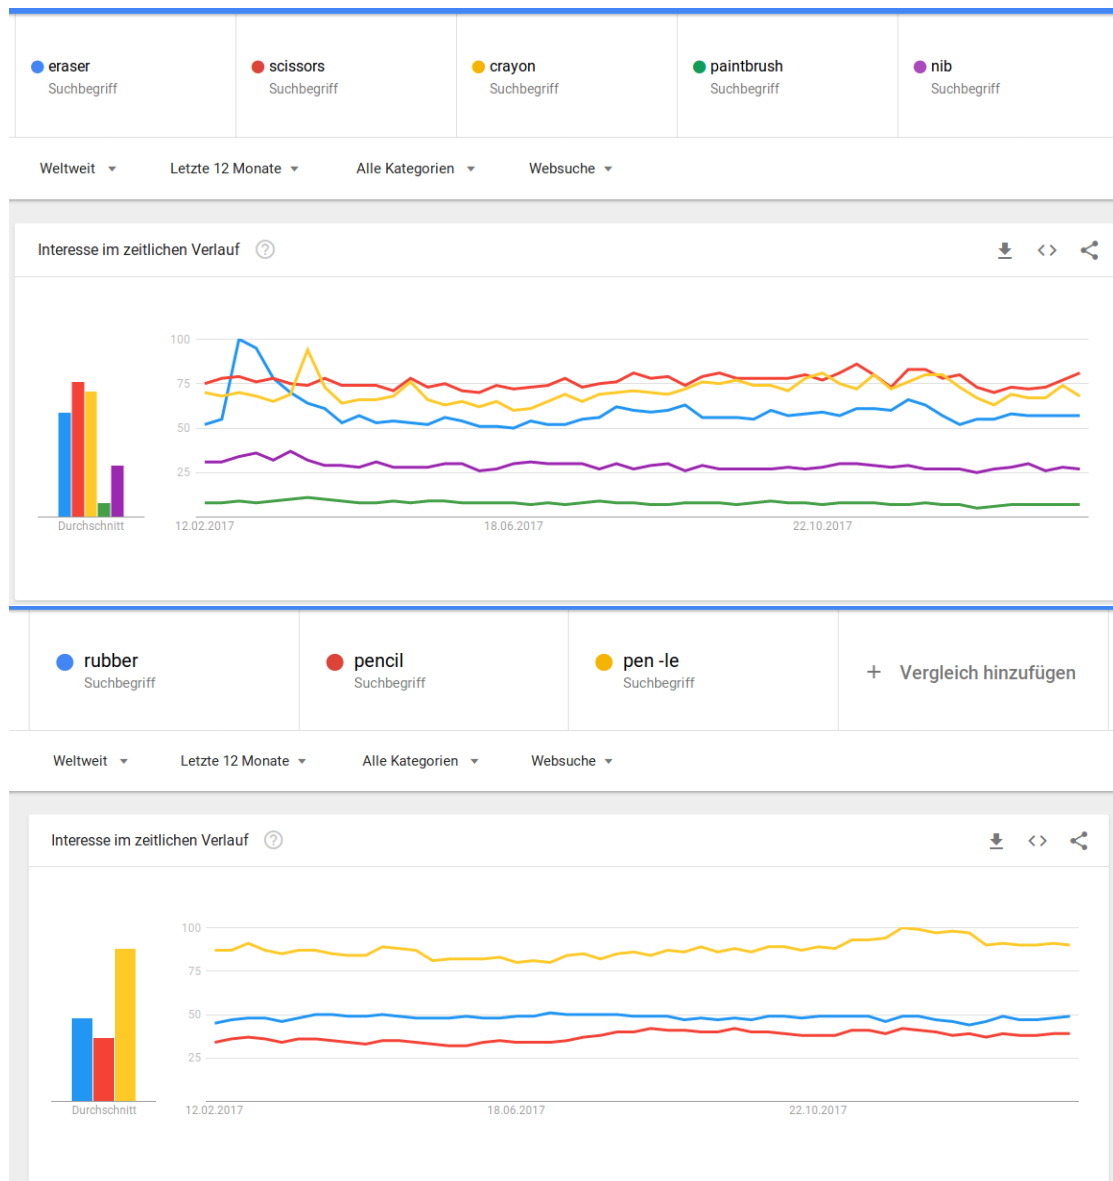 eraser scissors crayon paintbrush nib
Suchbegriff Suchbegriff Suchbegriff Suchbegriff Suchbegriff
Weltweit Letzte 12 Monate Alle Kategorien Websuche
Interesse im zeitlichen Verlauf ?
100
75
50
25
Durchschnitt 12.02.2017 18.06.2017 22.10.2017
rubber pencil pen -le + Vergleich hinzufügen
Suchbegriff Suchbegriff Suchbegriff
Weltweit Letzte 12 Monate Alle Kategorien Websuche
Interesse im zeitlichen Verlauf ?
100
75
50
25
Durchschnitt 12.02.2017 18.06.2017 22.10.2017